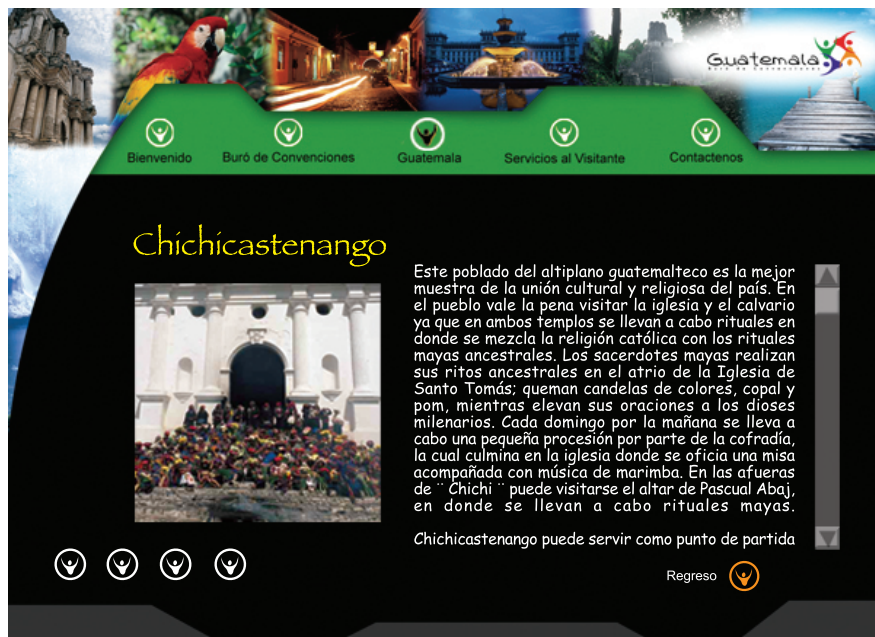 Guatemala
Buró de Convenciones
Bienvenido
Buró de Convenciones
Guatemala
Servicios al Visitante
Contactenos
Chichicastenango
Este poblado del altiplano guatemalteco es la mejor
muestra de la unión cultural y religiosa del país. En
el pueblo vale la pena visitar la iglesia y el calvario
ya que en ambos templos se llevan a cabo rituales en
donde se mezcla la religión católica con los rituales
mayas ancestrales. Los sacerdotes mayas realizan
sus ritos ancestrales en el atrio de la Iglesia de
Santo Tomás; queman candelas de colores, copal y
pom, mientras elevan sus oraciones a los dioses
milenarios. Cada domingo por la mañana se lleva a
cabo una pequeña procesión por parte de la cofradía,
la cual culmina en la iglesia donde se oficia una misa
acompañada con música de marimba. En las afueras
de ¨ Chichi ¨ puede visitarse el altar de Pascual Abaj,
en donde se llevan a cabo rituales mayas.
Chichicastenango puede servir como punto de partida
Regreso